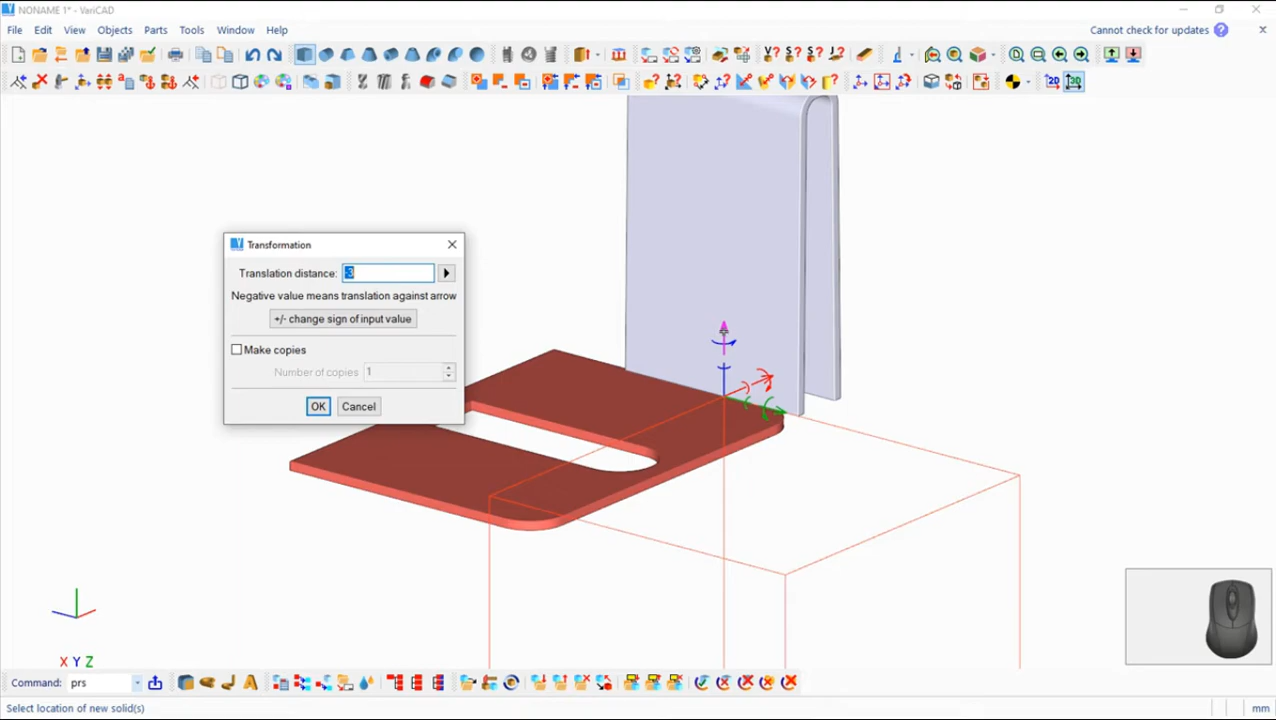 NONAME 1* - VariCAD
File Edit View Objects Parts Tools Window Help
Cannot check for updates
Transformation
Translation distance: -3
Negative value means translation against arrow
+/- change sign of input value
Make copies
Number of copies 1
OK Cancel
X Y Z
Command: prs
Select location of new solid(s)
mm